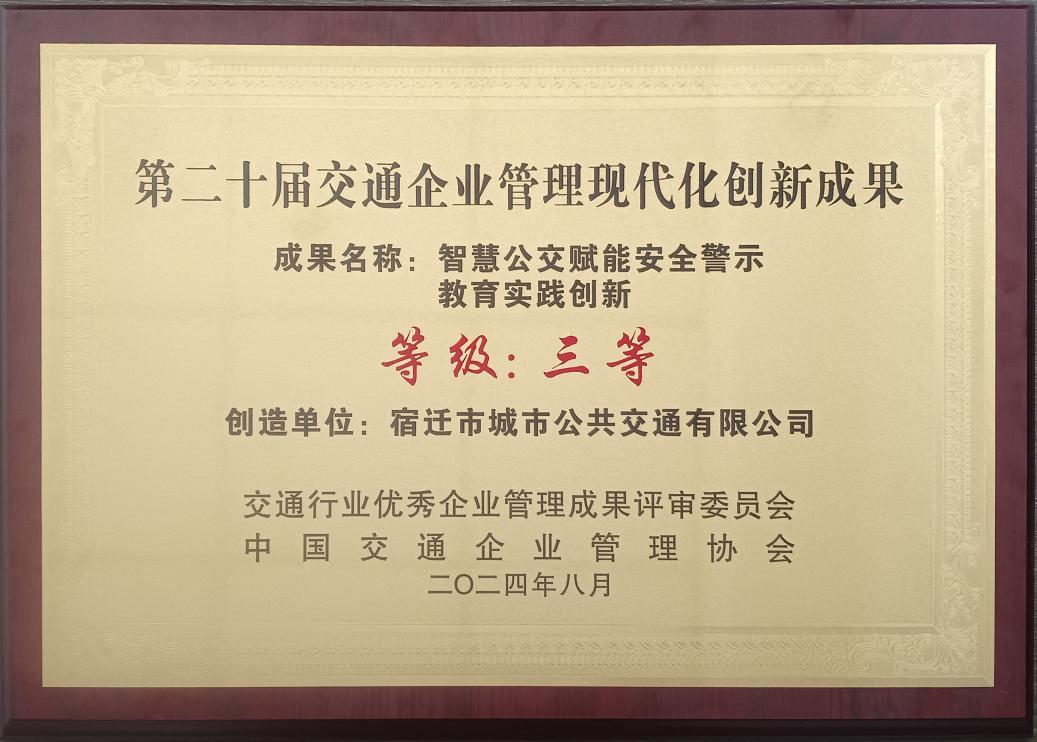 第二十届交通企业管理现代化创新成果
成果名称：智慧公交赋能安全警示
教育实践创新
等级：三等
创造单位：宿迁市城市公共交通有限公司
交通行业优秀企业管理成果评审委员会
中国交通企业管理协会
二〇二四年八月